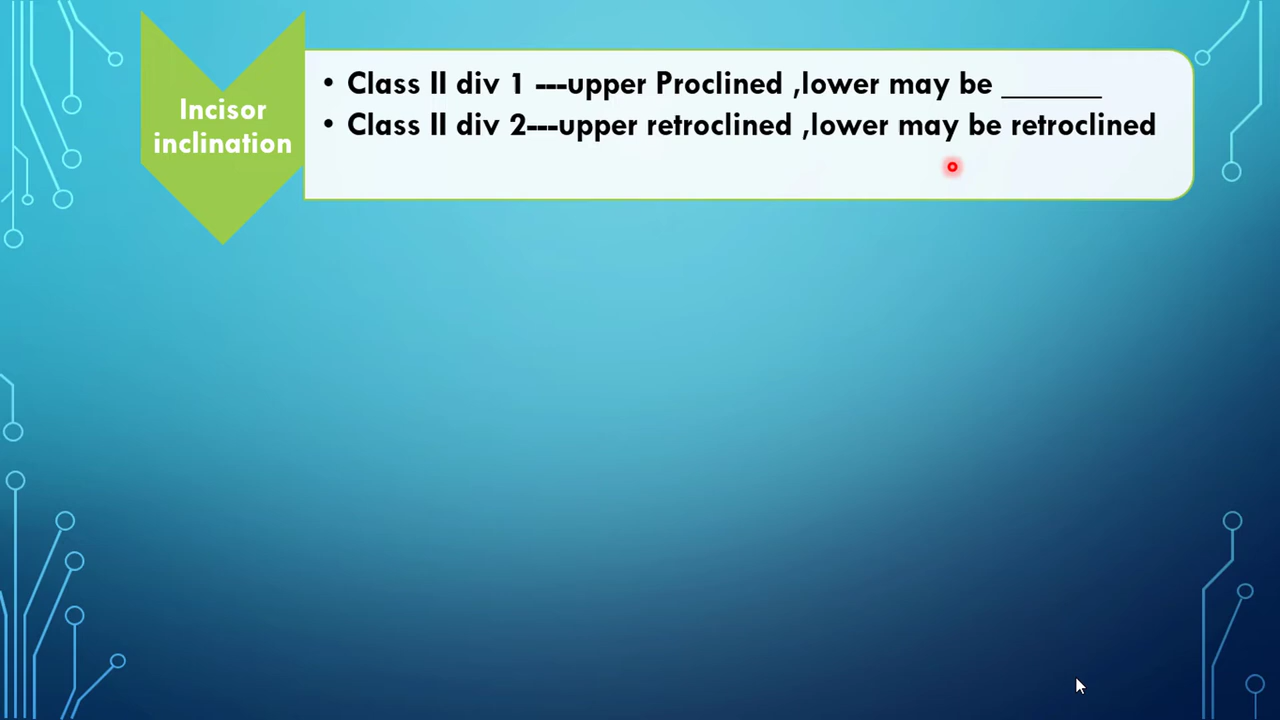 Incisor
inclination
• Class II div 1 ---upper Proclined ,lower may be _______
• Class II div 2---upper retroclined ,lower may be retroclined